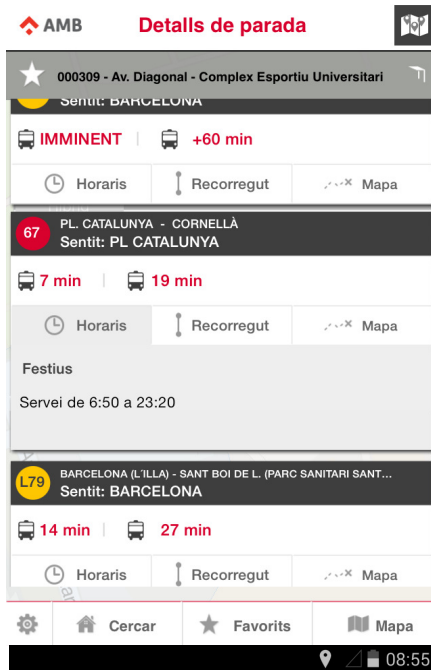 AMB
Detalls de parada
000309 - Av. Diagonal - Complex Esportiu Universitari
Sentit: BARCELONA
IMMINENT +60 min
Horaris Recorregut Mapa
67 PL. CATALUNYA - CORNELLÀ
Sentit: PL CATALUNYA
7 min 19 min
Horaris Recorregut Mapa
Festius
Servei de 6:50 a 23:20
L79 BARCELONA (L´ILLA) - SANT BOI DE L. (PARC SANITARI SANT...
Sentit: BARCELONA
14 min 27 min
Horaris Recorregut Mapa
Cercar Favorits Mapa
08:55